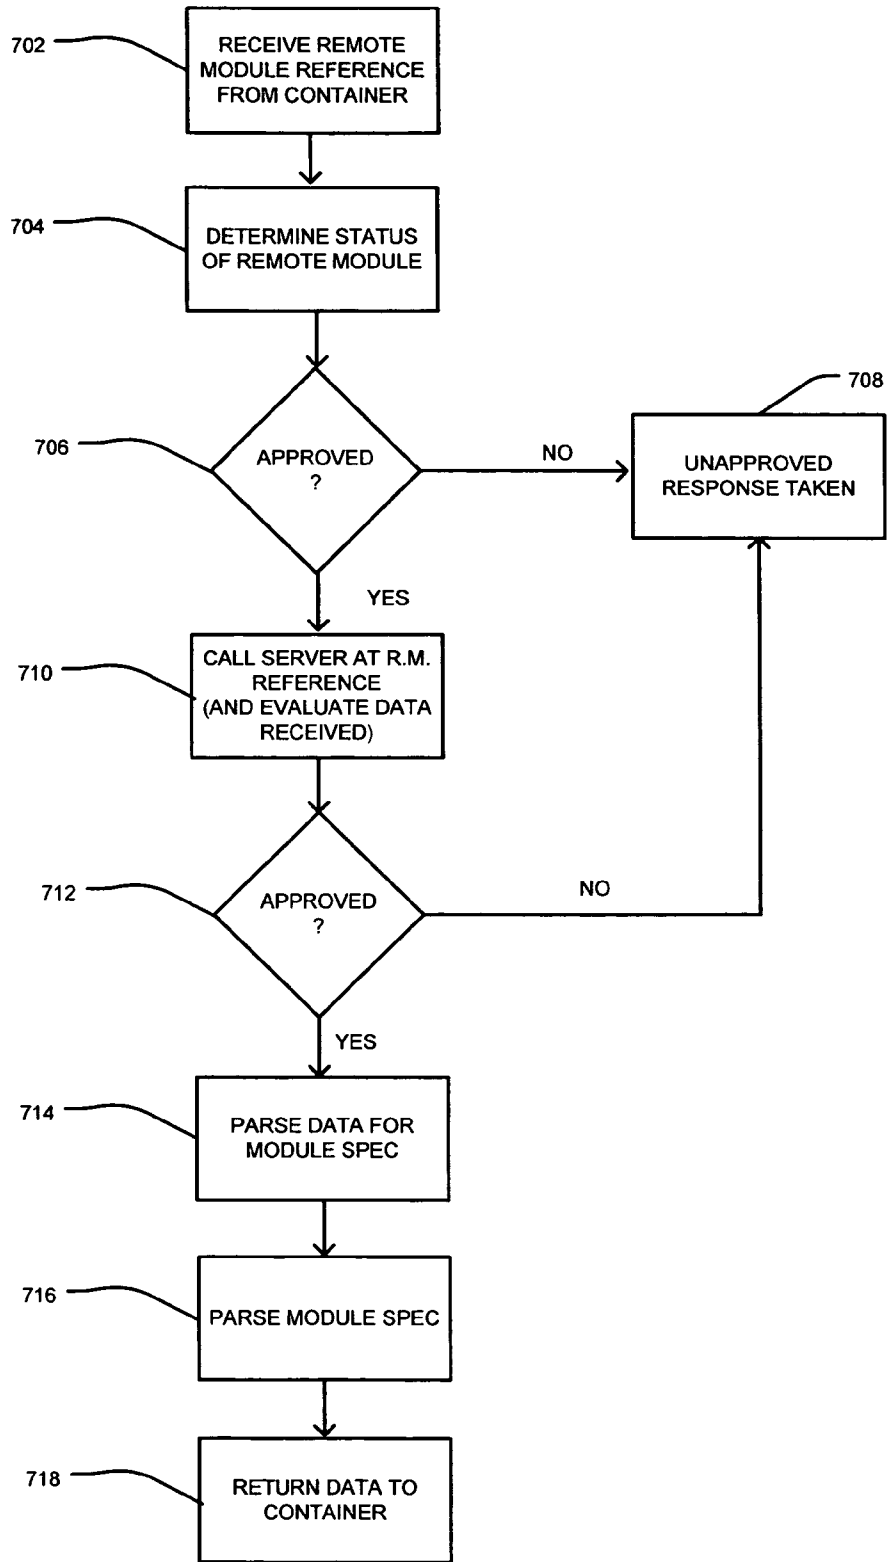 702
RECEIVE REMOTE
MODULE REFERENCE
FROM CONTAINER
704
DETERMINE STATUS
OF REMOTE MODULE
706
APPROVED
?
NO
708
UNAPPROVED
RESPONSE TAKEN
YES
710
CALL SERVER AT R.M.
REFERENCE
(AND EVALUATE DATA
RECEIVED)
712
APPROVED
?
NO
YES
714
PARSE DATA FOR
MODULE SPEC
716
PARSE MODULE SPEC
718
RETURN DATA TO
CONTAINER